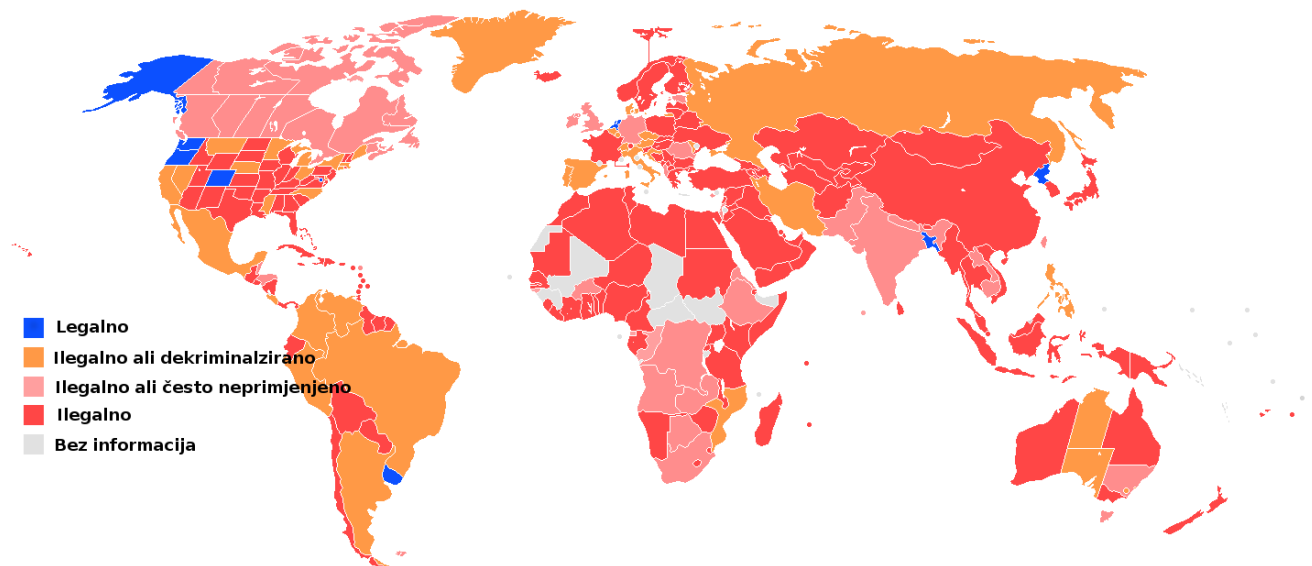 Legalno
Ilegalno ali dekriminalzirano
Ilegalno ali često neprimjenjeno
Ilegalno
Bez informacija